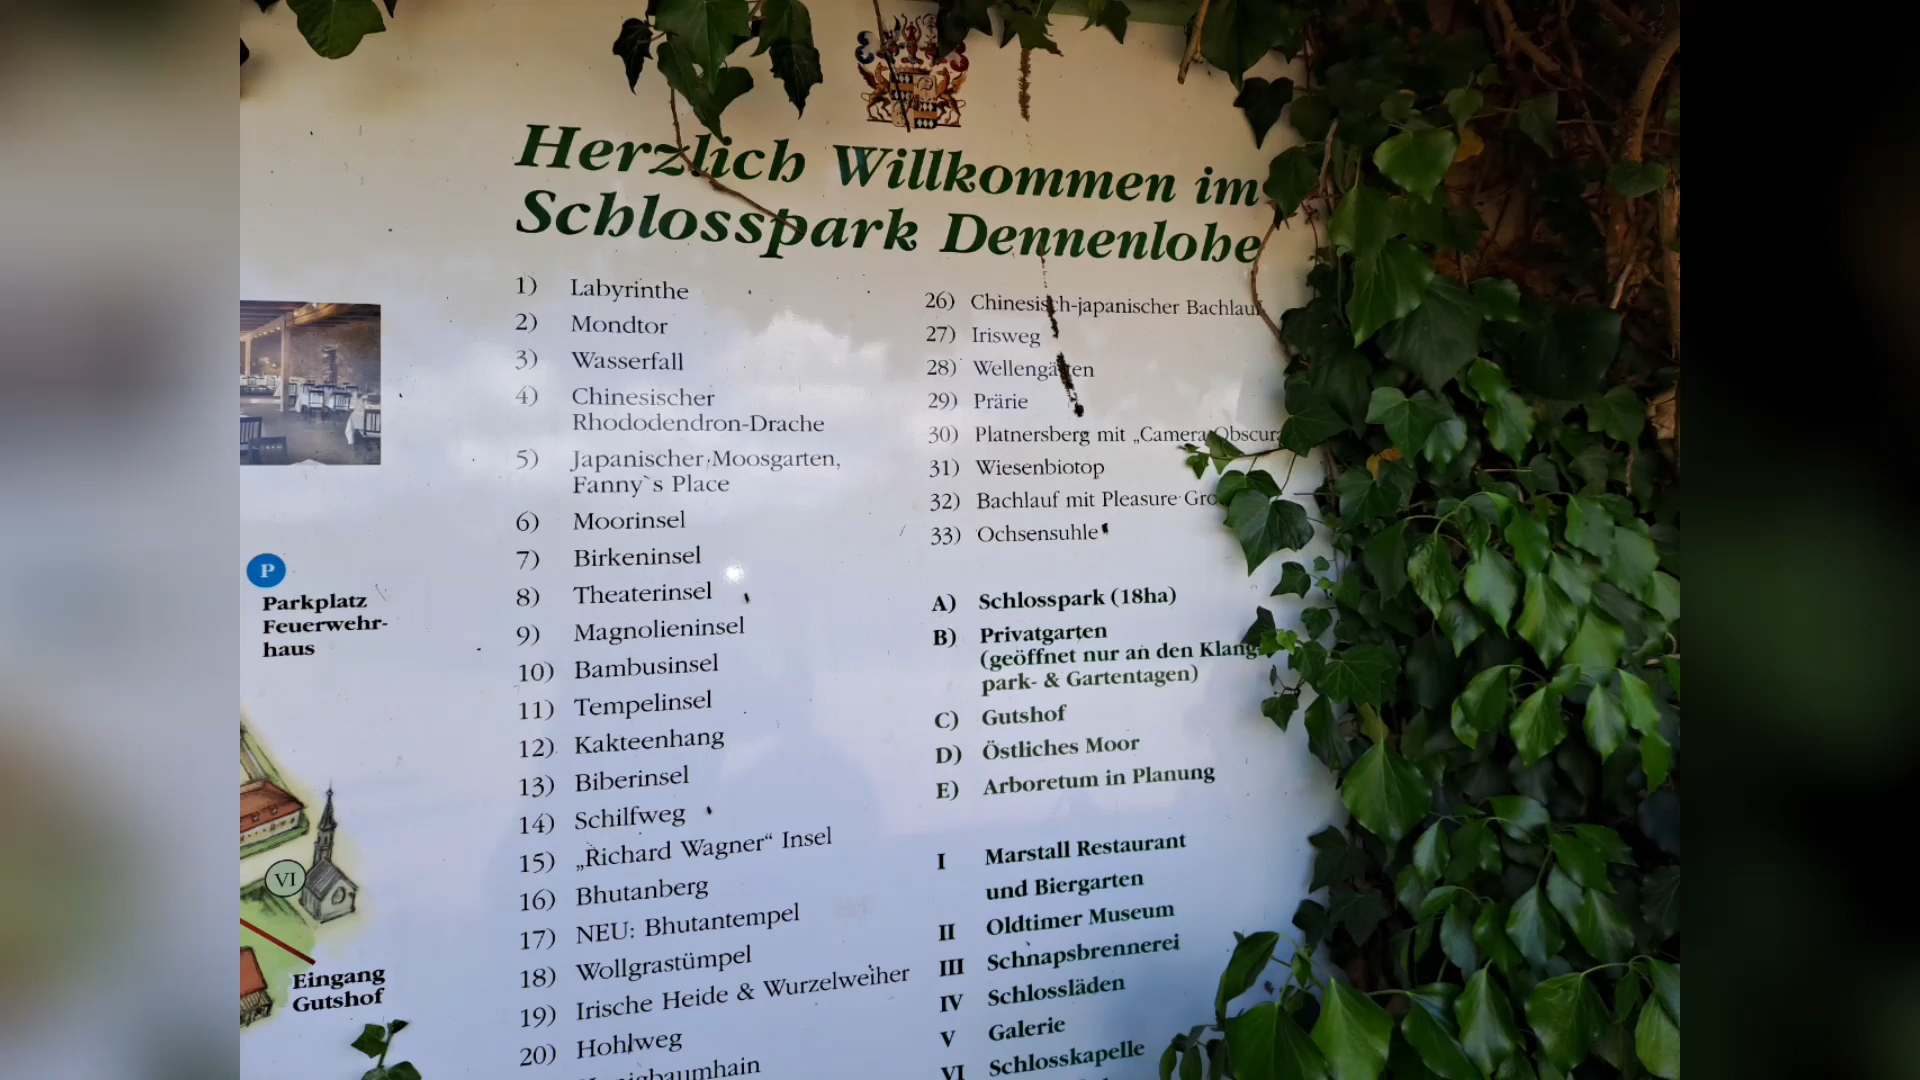 Herzlich Willkommen im
Schlosspark Dennenlohe
1) Labyrinthe
2) Mondtor
3) Wasserfall
4) Chinesischer
Rhododendron-Drache
5) Japanischer Moosgarten,
Fanny`s Place
6) Moorinsel
7) Birkeninsel
8) Theaterinsel
9) Magnolieninsel
10) Bambusinsel
11) Tempelinsel
12) Kakteenhang
13) Biberinsel
14) Schilfweg
15) „Richard Wagner“ Insel
16) Bhutanberg
17) NEU: Bhutantempel
18) Wollgrastümpel
19) Irische Heide & Wurzelweiher
20) Hohlweg
26) Chinesisch-japanischer Bachlauf
27) Irisweg
28) Wellengärten
29) Prärie
30) Platnersberg mit „Camera Obscura
31) Wiesenbiotop
32) Bachlauf mit Pleasure
33) Ochsensuhle
A) Schlosspark (18ha)
B) Privatgarten
(geöffnet nur an den Klang-
park- & Gartentagen)
C) Gutshof
D) Östliches Moor
E) Arboretum in Planung
I Marstall Restaurant
und Biergarten
II Oldtimer Museum
III Schnapsbrennerei
IV Schlossläden
V Galerie
VI Schlosskapelle
P
Parkplatz
Feuerwehr-
haus
VI
Eingang
Gutshof